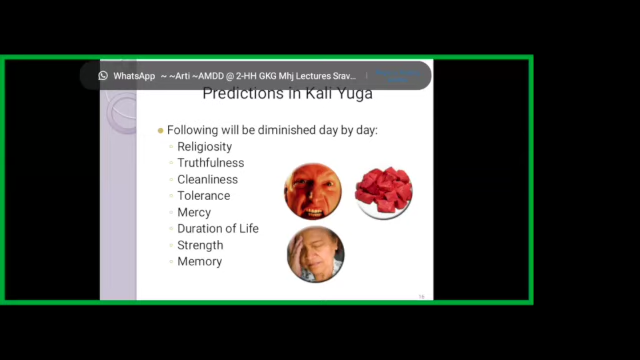 WhatsApp ~ ~Arti ~AMDD @ 2-HH GKG Mhj Lectures Srav...
Predictions in Kali Yuga
Following will be diminished day by day:
Religiosity
Truthfulness
Cleanliness
Tolerance
Mercy
Duration of Life
Strength
Memory